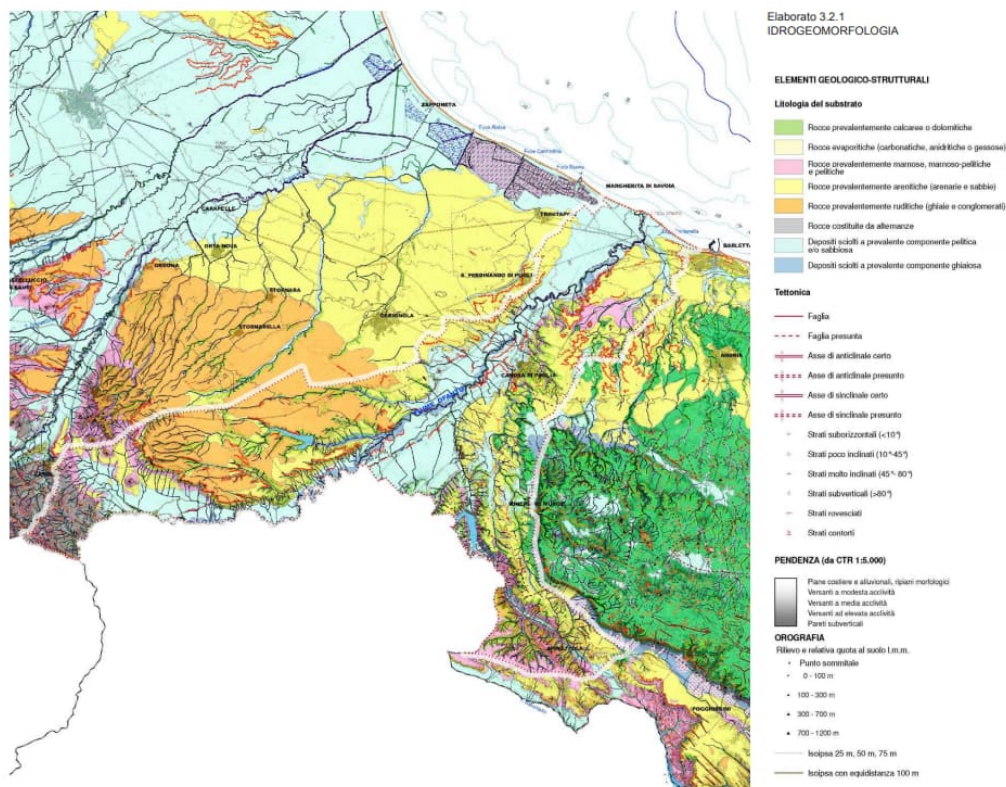 Elaborato 3.2.1
IDROGEOMORFOLOGIA
ELEMENTI GEOLOGICO-STRUTTURALI
Litologia del substrato
Rocce prevalentemente calcaree o dolomitiche
Rocce evaporitiche (carbonatiche, anidritiche o gessose)
Rocce prevalentemente marnose, marnoso-pelitiche
e pelitiche
Rocce prevalentemente arenitiche (arenarie e sabbie)
Rocce prevalentemente ruditiche (ghiaie e conglomerati)
Rocce costituite da alternanze
Depositi sciolti a prevalente componente pelitica
e/o sabbiosa
Depositi sciolti a prevalente componente ghiaiosa
Tettonica
Faglia
Faglia presunta
Asse di anticlinale certo
Asse di anticlinale presunto
Asse di sinclinale certo
Asse di sinclinale presunto
Strati suborizzontali (<10°)
Strati poco inclinati (10°-45°)
Strati molto inclinati (45°- 80°)
Strati subverticali (>80°)
Strati rovesciati
Strati contorti
PENDENZA (da CTR 1:5.000)
Piane costiere e alluvionali, ripiani morfologici
Versanti a modesta acclività
Versanti a media acclività
Versanti ad elevata acclività
Pareti subverticali
OROGRAFIA
Rilievo e relativa quota al suolo l.m.m.
Punto sommitale
0 - 100 m
100 - 300 m
300 - 700 m
700 - 1200 m
Isoipsa 25 m, 50 m, 75 m
Isoipsa con equidistanza 100 m
ZAPPONETA
Foce Carmosina
MARGHERITA DI SAVOIA
CARAPELLE
TRINITAPOLI
BARLETTA
ORTA NOVA
ORDONA
S. FERDINANDO DI PUGLIA
STORNARA
CERIGNOLA
STORNARELLA
ANDRIA
CANOSA DI PUGLIA
POGGIORSINI